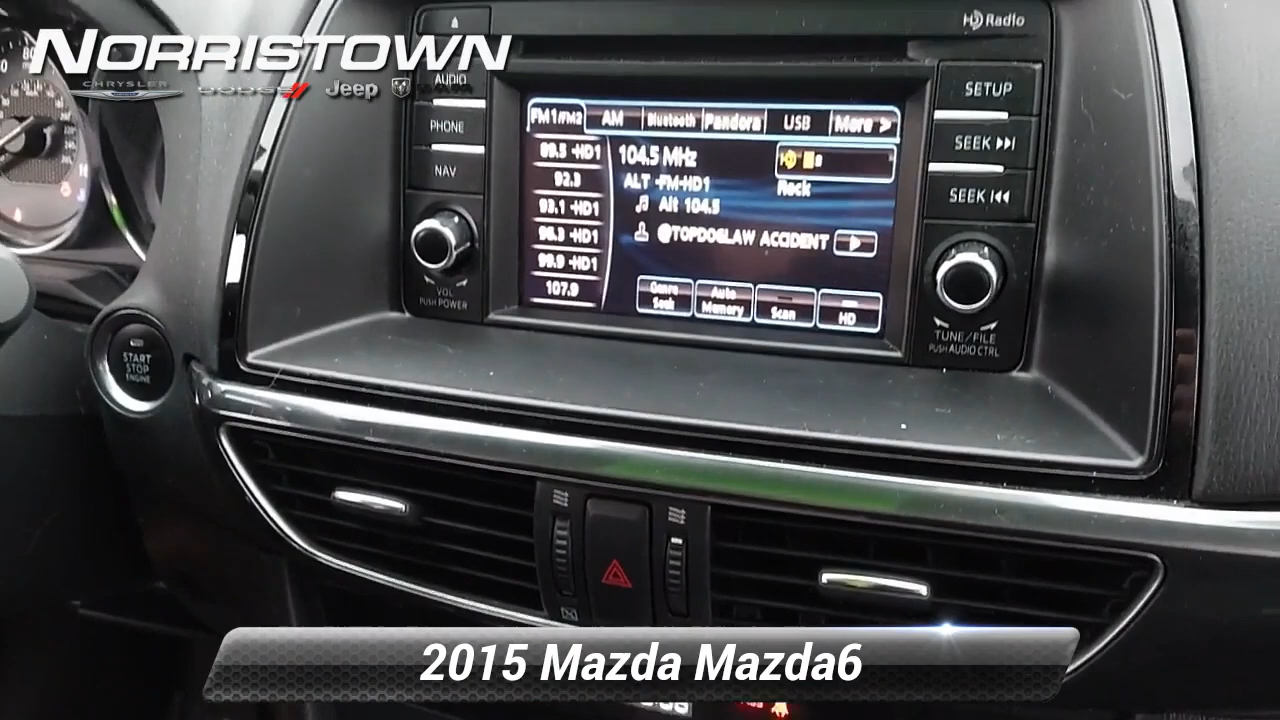 NORRISTOWN
CHRYSLER DODGE Jeep
HD Radio
AUDIO
PHONE
NAV
VOL
PUSH POWER
SETUP
SEEK
SEEK
TUNE/FILE
PUSH AUDIO CTRL
FM1/FM2 AM Bluetooth Pandora USB More >
99.5 -HD1
92.3
93.1 -HD1
96.3 -HD1
99.9 -HD1
107.9
104.5 MHz
ALT -FM-HD1
Rock
Alt 104.5
@TOPDOGLAW ACCIDENT
Genre Seek
Auto Memory
Scan
HD
START
STOP
ENGINE
2015 Mazda Mazda6